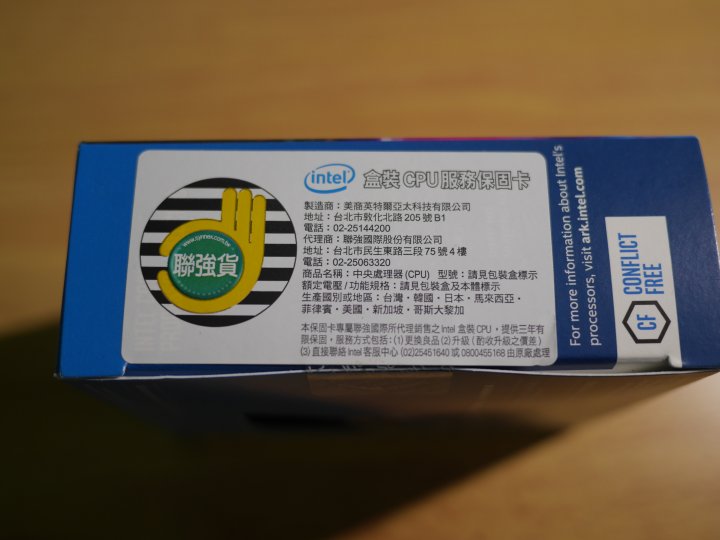 intel 盒裝 CPU 服務保固卡
製造商：美商英特爾亞太科技有限公司
地址：台北市敦化北路 205 號 B1
電話：02-25144200
代理商：聯強國際股份有限公司
地址：台北市民生東路三段 75 號 4 樓
電話：02-25063320
商品名稱：中央處理器 (CPU) 型號：請見包裝盒標示
額定電壓 / 功能規格：請見包裝盒及本體標示
生產國別或地區：台灣，韓國，日本，馬來西亞，
菲律賓，美國，新加坡，哥斯大黎加
本保固卡專屬聯強國際所代理銷售之 Intel 盒裝 CPU，提供三年有
限保固，服務方式包括：(1) 更換良品 (2) 升級 (酌收升級之價差)
(3) 直接聯絡 Intel 客服中心 (02)25451640 或 0800455168 由原廠處理
www.synnex.com.tw
聯強貨
For more information about Intel's
processors, visit ark.intel.com
CF
CONFLICT
FREE